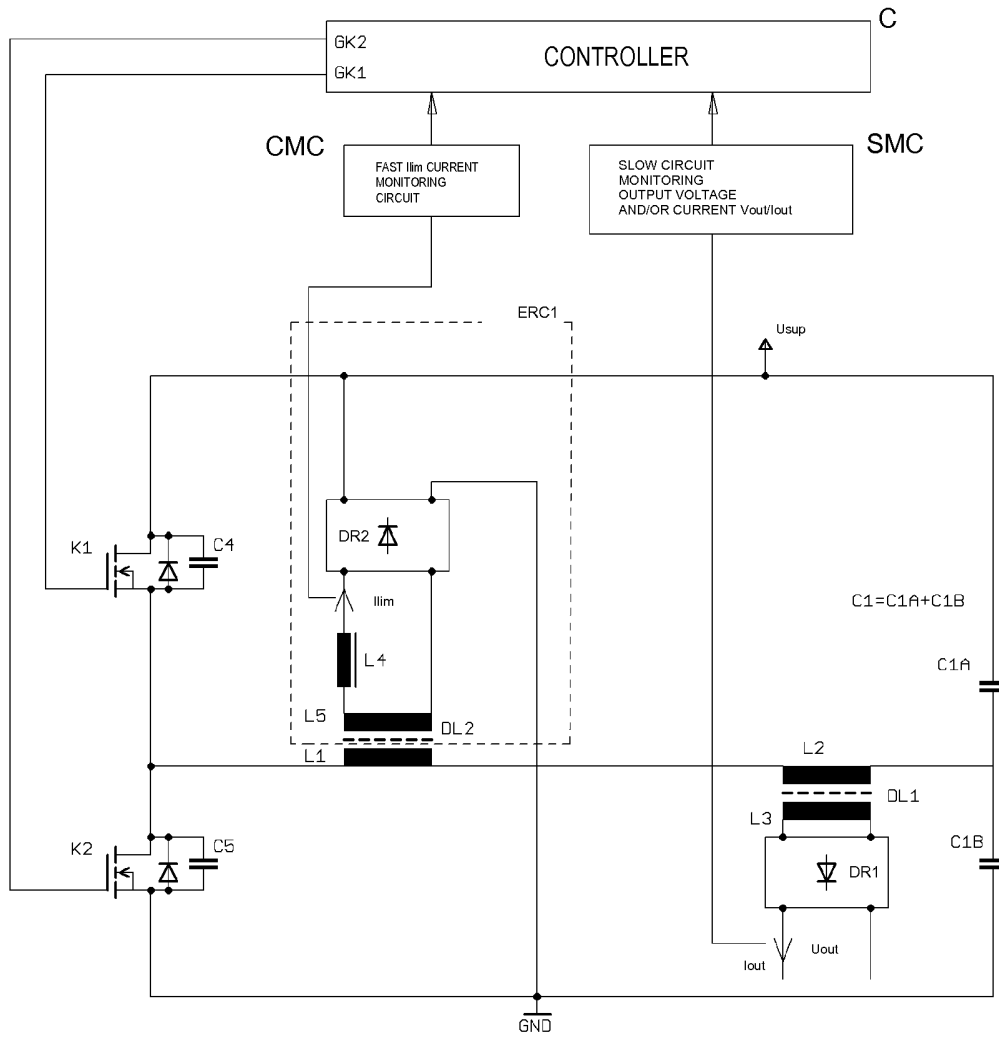 C
GK2
GK1
CONTROLLER
CMC
FAST Ilim CURRENT
MONITORING
CIRCUIT
SMC
SLOW CIRCUIT
MONITORING
OUTPUT VOLTAGE
AND/OR CURRENT Vout/Iout
ERC1
Usup
K1
C4
DR2
Ilim
C1=C1A+C1B
L4
C1A
L5
DL2
L1
L2
DL1
L3
K2
C5
C1B
DR1
Uout
Iout
GND